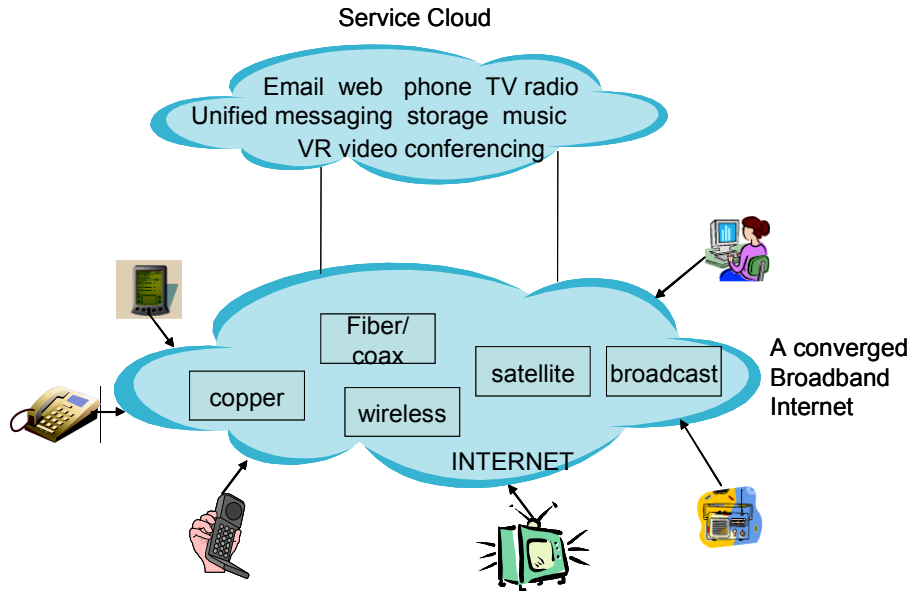 Service Cloud
Email web phone TV radio
Unified messaging storage music
VR video conferencing
Fiber/
coax
copper
wireless
satellite
broadcast
INTERNET
A converged
Broadband
Internet